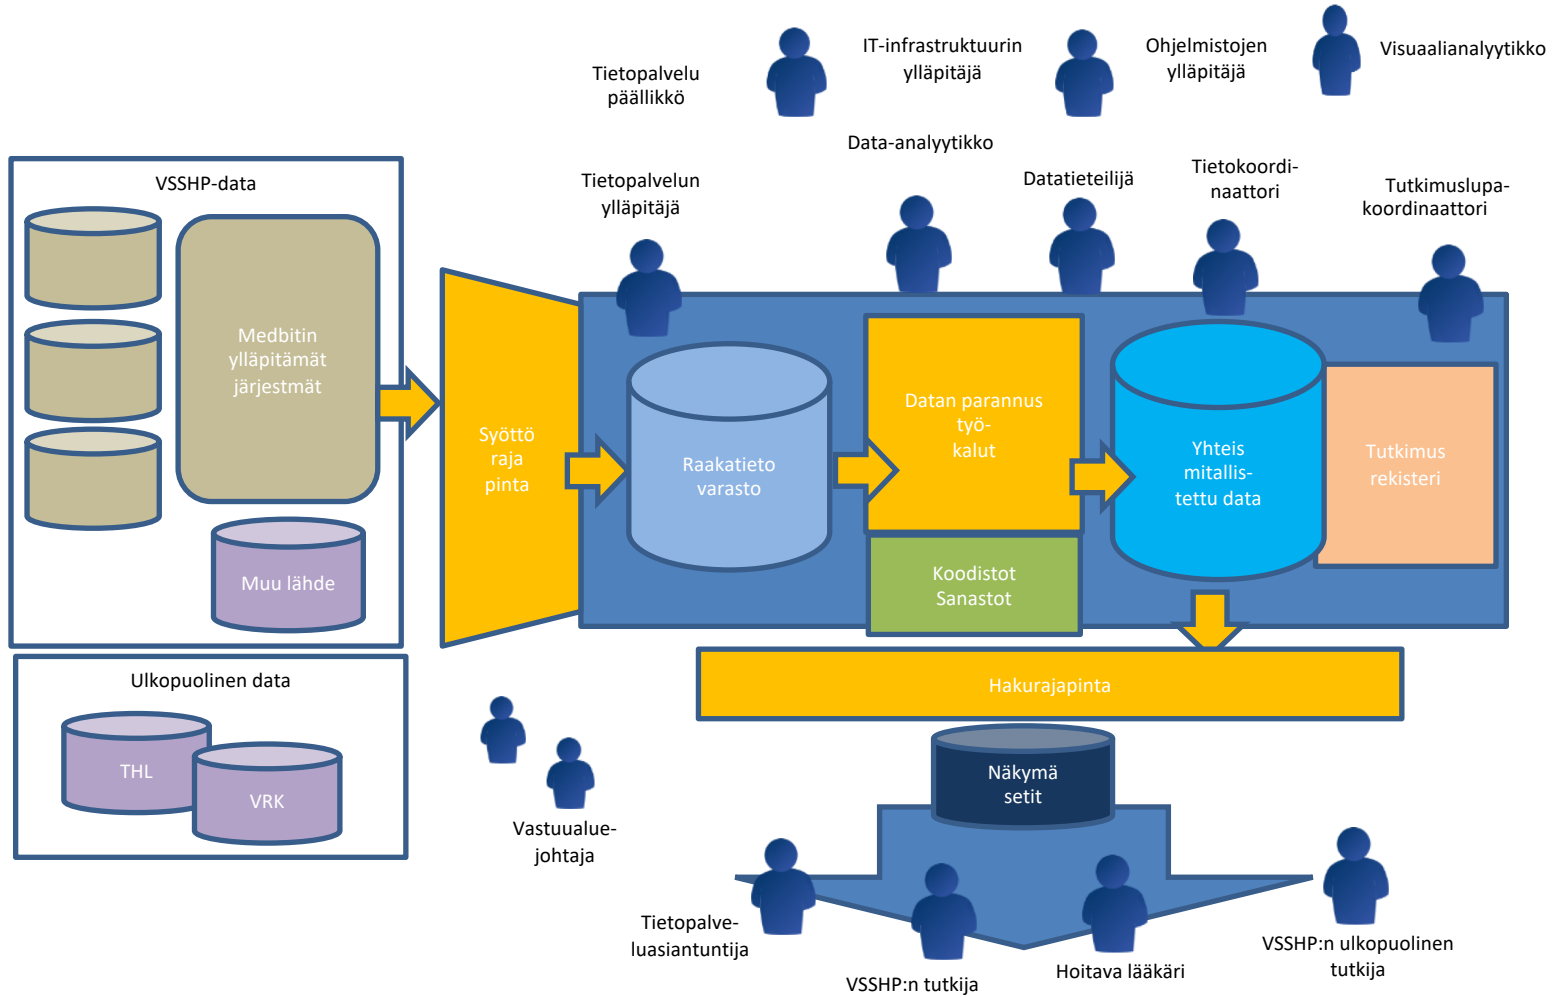 IT-infrastruktuurin
ylläpitäjä
Ohjelmistojen
ylläpitäjä
Visuaalianalyytikko
Tietopalvelu
päällikkö
Data-analyytikko
Tietopalvelun
ylläpitäjä
Datatieteilijä
Tietokoordi-
naattori
Tutkimuslupa-
koordinaattori
VSSHP-data
Medbitin
ylläpitämät
järjestmät
Muu lähde
Syöttö
raja
pinta
Raakatieto
varasto
Datan parannus
työ-
kalut
Koodistot
Sanastot
Yhteis
mitallis-
tettu data
Tutkimus
rekisteri
Ulkopuolinen data
THL
VRK
Hakurajapinta
Näkymä
setit
Vastuualue-
johtaja
Tietopalve-
luasiantuntija
VSSHP:n tutkija
Hoitava lääkäri
VSSHP:n ulkopuolinen
tutkija